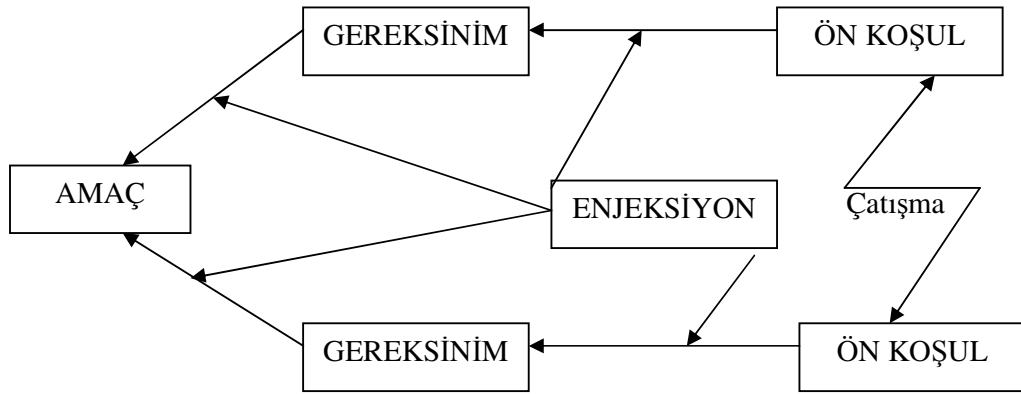 GEREKSİNİM
ÖN KOŞUL
AMAÇ
ENJEKSİYON
Çatışma
GEREKSİNİM
ÖN KOŞUL